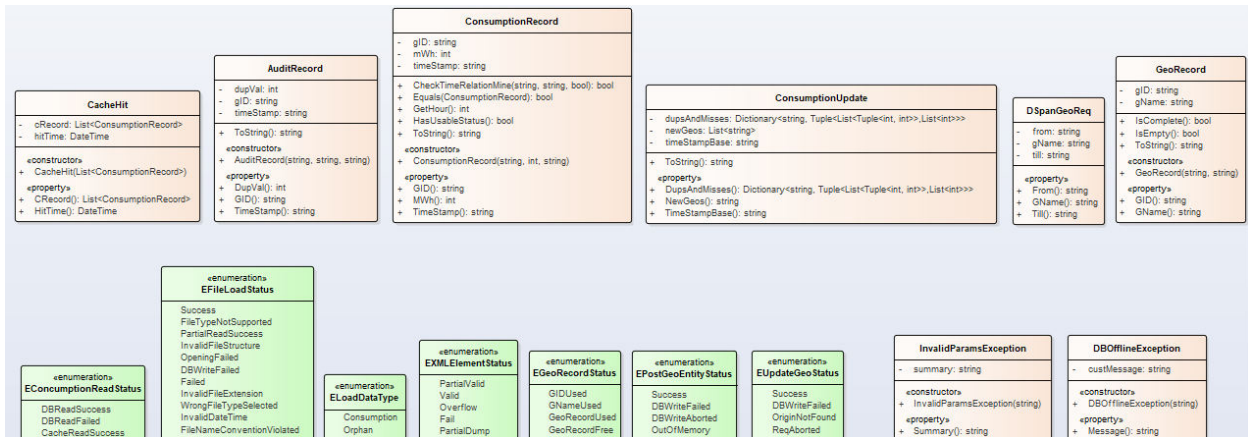 CacheHit
- cRecord: List<ConsumptionRecord>
- hitTime: DateTime
«constructor»
+ CacheHit(List<ConsumptionRecord>)
«property»
+ CRecord(): List<ConsumptionRecord>
+ HitTime(): DateTime
AuditRecord
- dupVal: int
- gID: string
- timeStamp: string
+ ToString(): string
«constructor»
+ AuditRecord(string, string, string)
«property»
+ DupVal(): int
+ GID(): string
+ TimeStamp(): string
ConsumptionRecord
- gID: string
- mWh: int
- timeStamp: string
+ CheckTimeRelationMine(string, string, bool): bool
+ Equals(ConsumptionRecord): bool
+ GetHour(): int
+ HasUsableStatus(): bool
+ ToString(): string
«constructor»
+ ConsumptionRecord(string, int, string)
«property»
+ GID(): string
+ MWh(): int
+ TimeStamp(): string
ConsumptionUpdate
- dupsAndMisses: Dictionary<string, Tuple<List<Tuple<int, int>>,List<int>>>
- newGeos: List<string>
- timeStampBase: string
+ ToString(): string
«property»
+ DupsAndMisses(): Dictionary<string, Tuple<List<Tuple<int, int>>,List<int>>>
+ NewGeos(): List<string>
+ TimeStampBase(): string
DSpanGeoReq
- from: string
- gName: string
- till: string
«property»
+ From(): string
+ GName(): string
+ Till(): string
GeoRecord
- gID: string
- gName: string
+ IsComplete(): bool
+ IsEmpty(): bool
+ ToString(): string
«constructor»
+ GeoRecord(string, string)
«property»
+ GID(): string
+ GName(): string
«enumeration»
EConcumptionReadStatus
DBReadSuccess
DBReadFailed
CacheReadSuccess
«enumeration»
EFileLoadStatus
Success
FileTypeNotSupported
PartialReadSuccess
InvalidFileStructure
OpeningFailed
DBWriteFailed
Failed
InvalidFileExtension
WrongFileTypeSelected
InvalidDateTime
FileNameConventionViolated
«enumeration»
ELoadDataType
Consumption
Orphan
«enumeration»
EXMLElementStatus
PartialValid
Valid
Overflow
Fail
PartialDump
«enumeration»
EGeoRecordStatus
GIDUsed
GNameUsed
GeoRecordUsed
GeoRecordFree
«enumeration»
EPostGeoEntityStatus
Success
DBWriteFailed
DBWriteAborted
OutOfMemory
«enumeration»
EUpdateGeoStatus
Success
DBWriteFailed
OriginNotFound
ReqAborted
InvalidParamsException
- summary: string
«constructor»
+ InvalidParamsException(string)
«property»
+ Summary(): string
DBOfflineException
- custMessage: string
«constructor»
+ DBOfflineException(string)
«property»
+ Message(): string